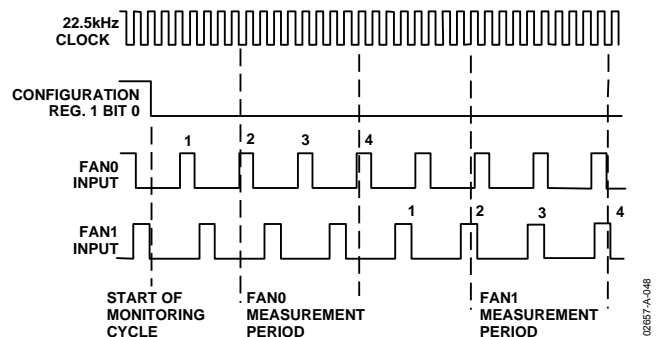 22.5kHz
CLOCK
CONFIGURATION
REG. 1 BIT 0
1 2 3 4
FAN0
INPUT
1 2 3 4
FAN1
INPUT
START OF
MONITORING
CYCLE
FAN0
MEASUREMENT
PERIOD
FAN1
MEASUREMENT
PERIOD
02657-A-048